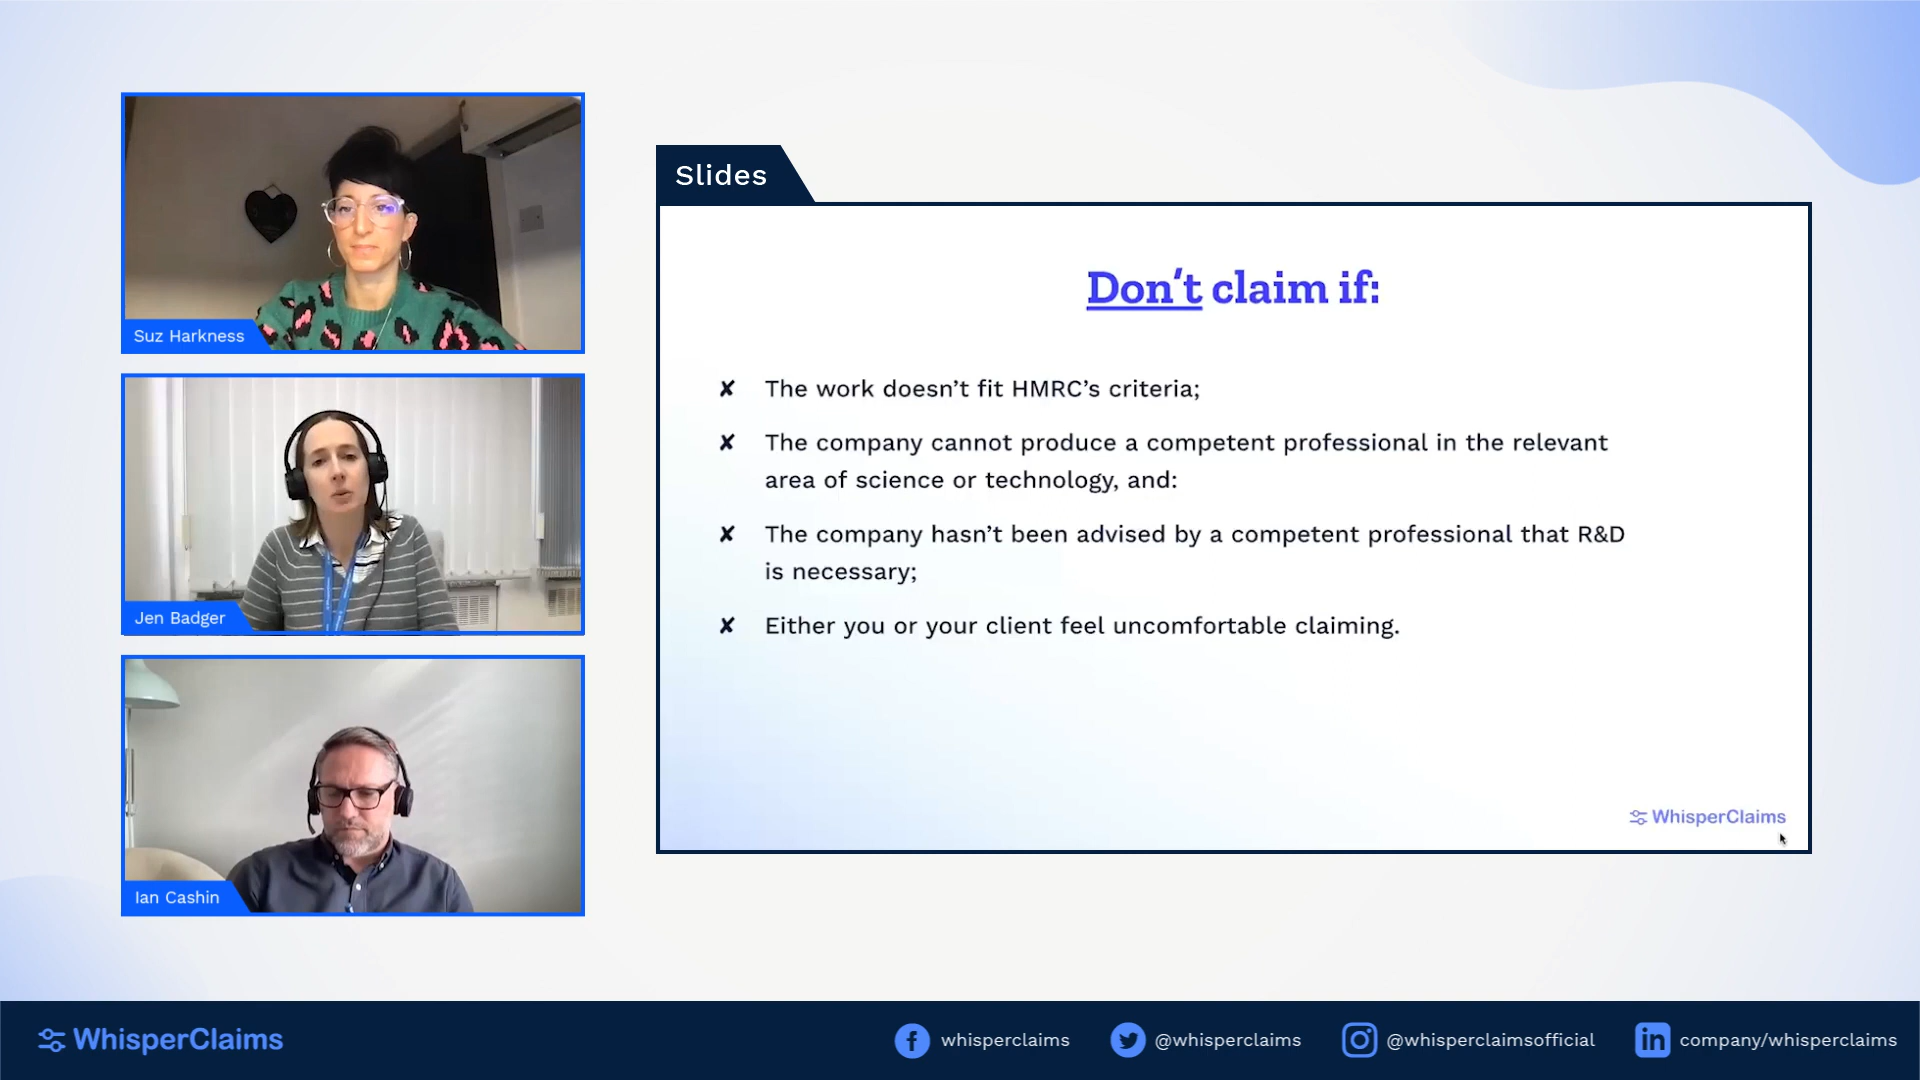 Suz Harkness
Jen Badger
Ian Cashin
Slides
Don't claim if:
✘ The work doesn't fit HMRC's criteria;
✘ The company cannot produce a competent professional in the relevant
area of science or technology, and:
✘ The company hasn't been advised by a competent professional that R&D
is necessary;
✘ Either you or your client feel uncomfortable claiming.
WhisperClaims
WhisperClaims
whisperclaims
@whisperclaims
@whisperclaimsofficial
company/whisperclaims